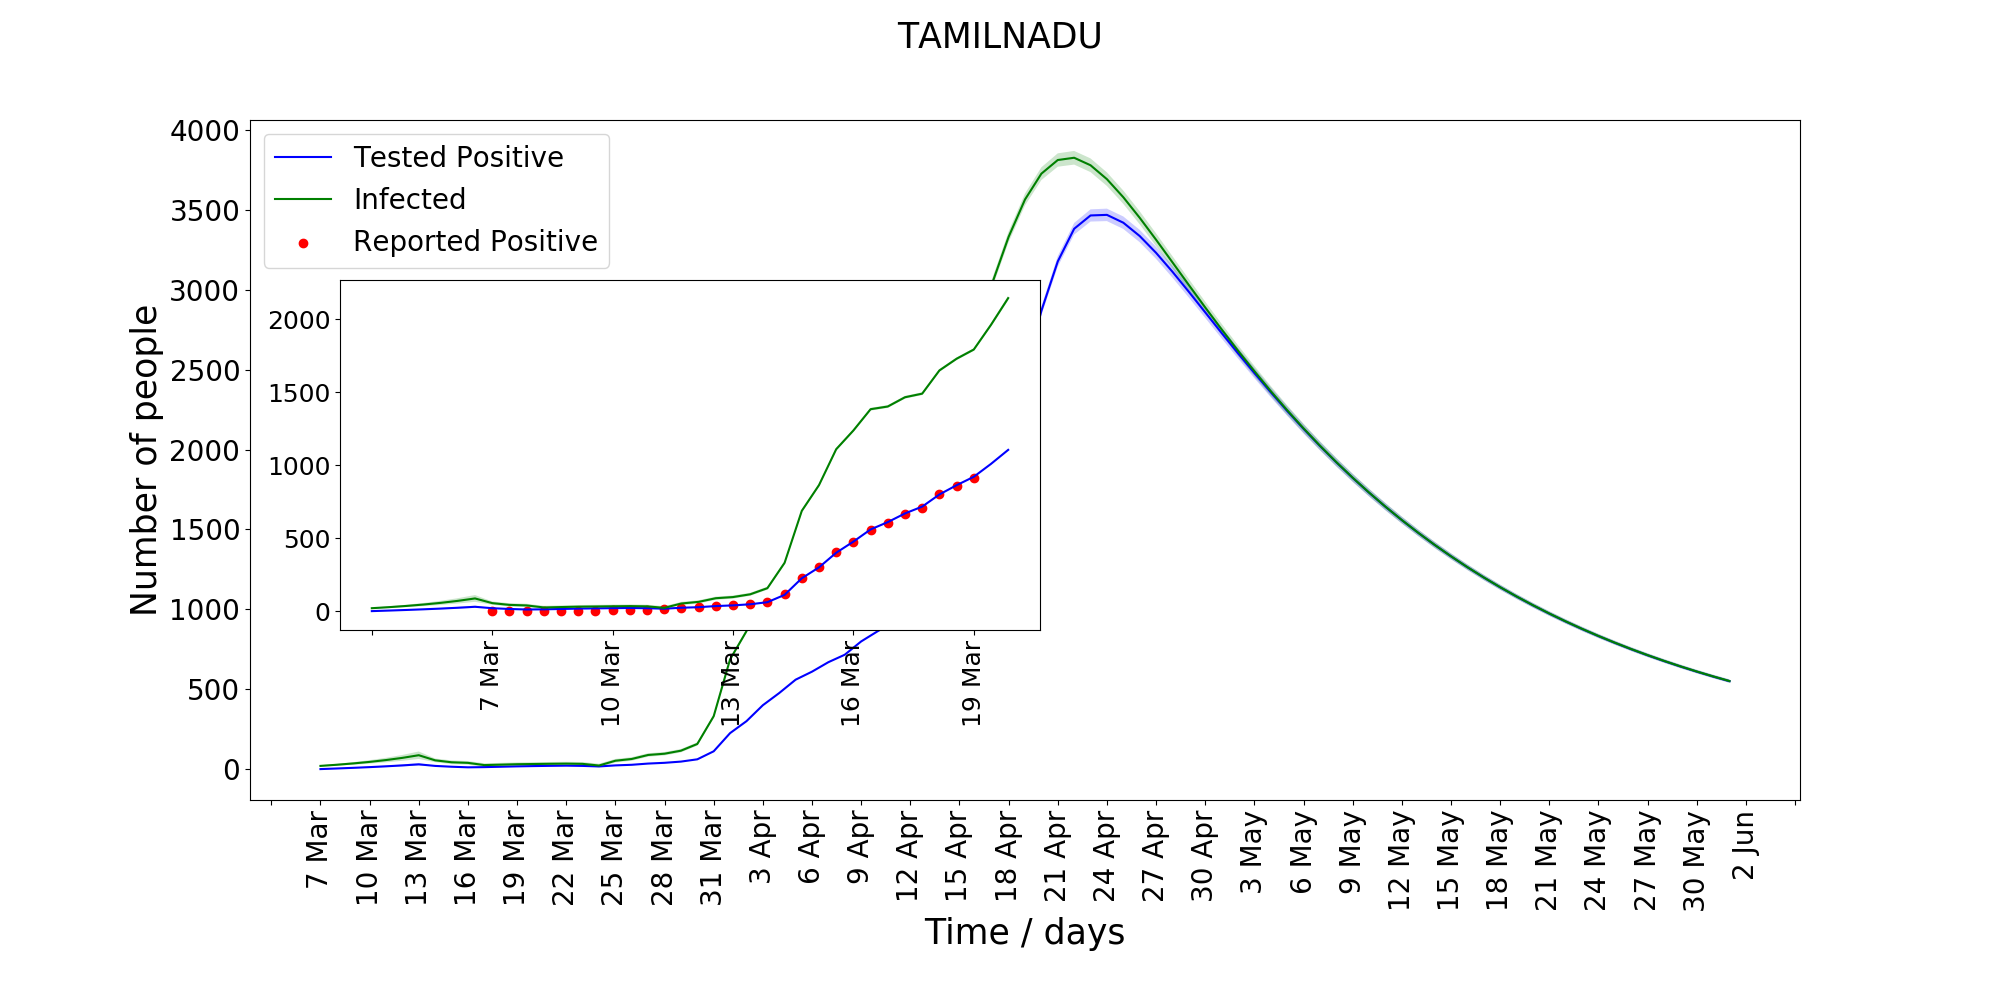 TAMILNADU
4000
3500
3000
2500
2000
1500
1000
500
0
Number of people
Tested Positive
Infected
Reported Positive
2000
1500
1000
500
0
7 Mar
10 Mar
13 Mar
16 Mar
19 Mar
7 Mar
10 Mar
13 Mar
16 Mar
19 Mar
22 Mar
25 Mar
28 Mar
31 Mar
3 Apr
6 Apr
9 Apr
12 Apr
15 Apr
18 Apr
21 Apr
24 Apr
27 Apr
30 Apr
3 May
6 May
9 May
12 May
15 May
18 May
21 May
24 May
27 May
30 May
2 Jun
Time / days